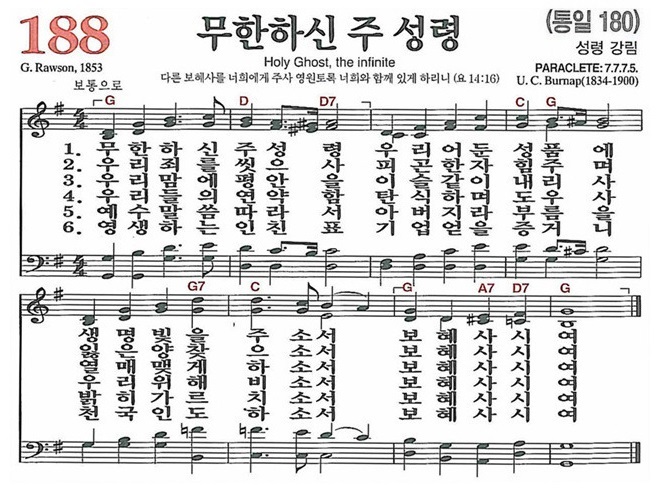 188
무한하신 주 성령
(통일 180)
Holy Ghost, the infinite
성령 강림
G. Rawson, 1853
다른 보혜사를 너희에게 주사 영원토록 너희와 함께 있게 하리니 (요 14:16)
PARACLETE: 7.7.7.5.
U. C. Burnap(1834-1900)
보통으로
G D D7 C G
1. 무 한 하 신 주 성 령 우 리 어 둔 성 품 에
2. 우 리 죄 를 씻 으 사 피 곤 한 자 힘 주 며
3. 우 리 맘 에 평 안 을 이 슬 같 이 내 리 사
4. 우 리 들 의 연 약 함 탄 식 하 며 도 우 사
5. 예 수 말 씀 따 라 서 아 버 지 라 부 름 을
6. 영 생 하 는 인 친 표 기 업 얻 을 증 거 니
G7 C G A7 D7 G
생 명 빛 을 주 소 서 보 혜 사 시 여
잃 은 양 찾 으 소 서 보 혜 사 시 여
열 매 맺 게 하 소 서 보 혜 사 시 여
우 리 위 해 비 소 서 보 혜 사 시 여
밝 히 가 르 치 소 서 보 혜 사 시 여
천 국 인 도 하 소 서 보 혜 사 시 여